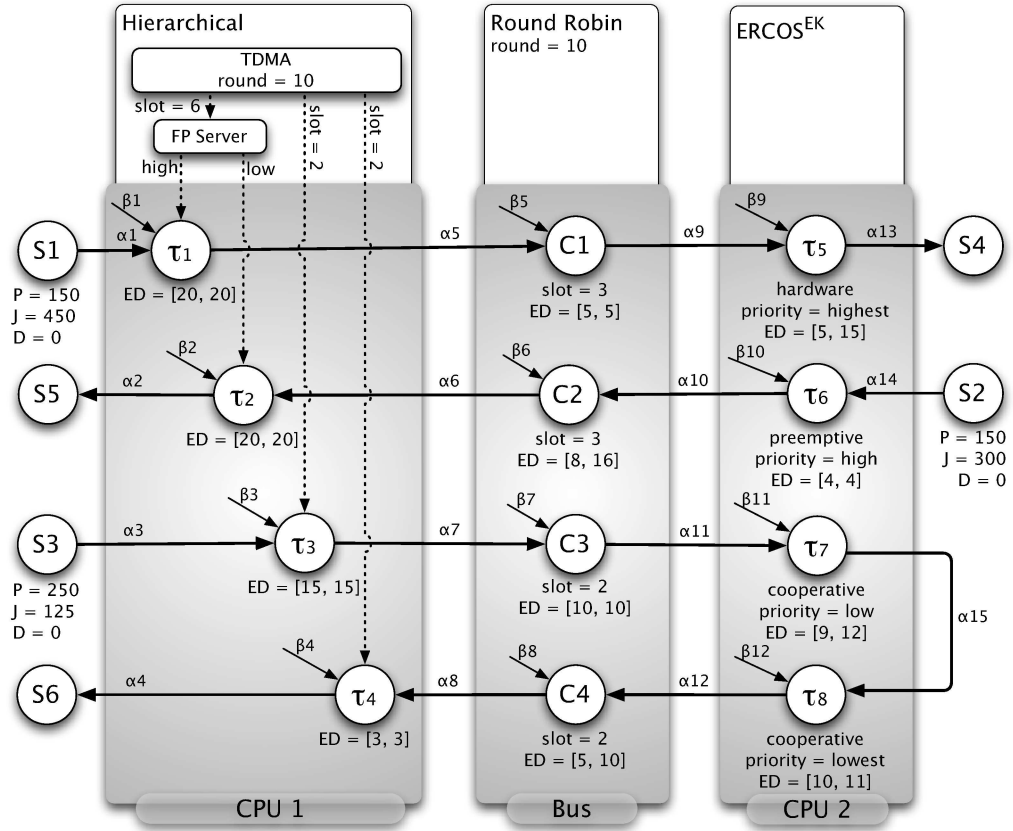 Hierarchical
TDMA
round = 10
slot = 6
slot = 2
slot = 2
FP Server
high
low
Round Robin
round = 10
ERCOS^EK
S1
P = 150
J = 450
D = 0
α1
β1
τ1
ED = [20, 20]
α5
β5
C1
slot = 3
ED = [5, 5]
α9
β9
τ5
hardware
priority = highest
ED = [5, 15]
α13
S4
S5
α2
β2
τ2
ED = [20, 20]
α6
β6
C2
slot = 3
ED = [8, 16]
α10
β10
τ6
preemptive
priority = high
ED = [4, 4]
α14
S2
P = 150
J = 300
D = 0
S3
P = 250
J = 125
D = 0
α3
β3
τ3
ED = [15, 15]
α7
β7
C3
slot = 2
ED = [10, 10]
α11
β11
τ7
cooperative
priority = low
ED = [9, 12]
α15
S6
α4
β4
τ4
ED = [3, 3]
α8
β8
C4
slot = 2
ED = [5, 10]
α12
β12
τ8
cooperative
priority = lowest
ED = [10, 11]
CPU 1
Bus
CPU 2